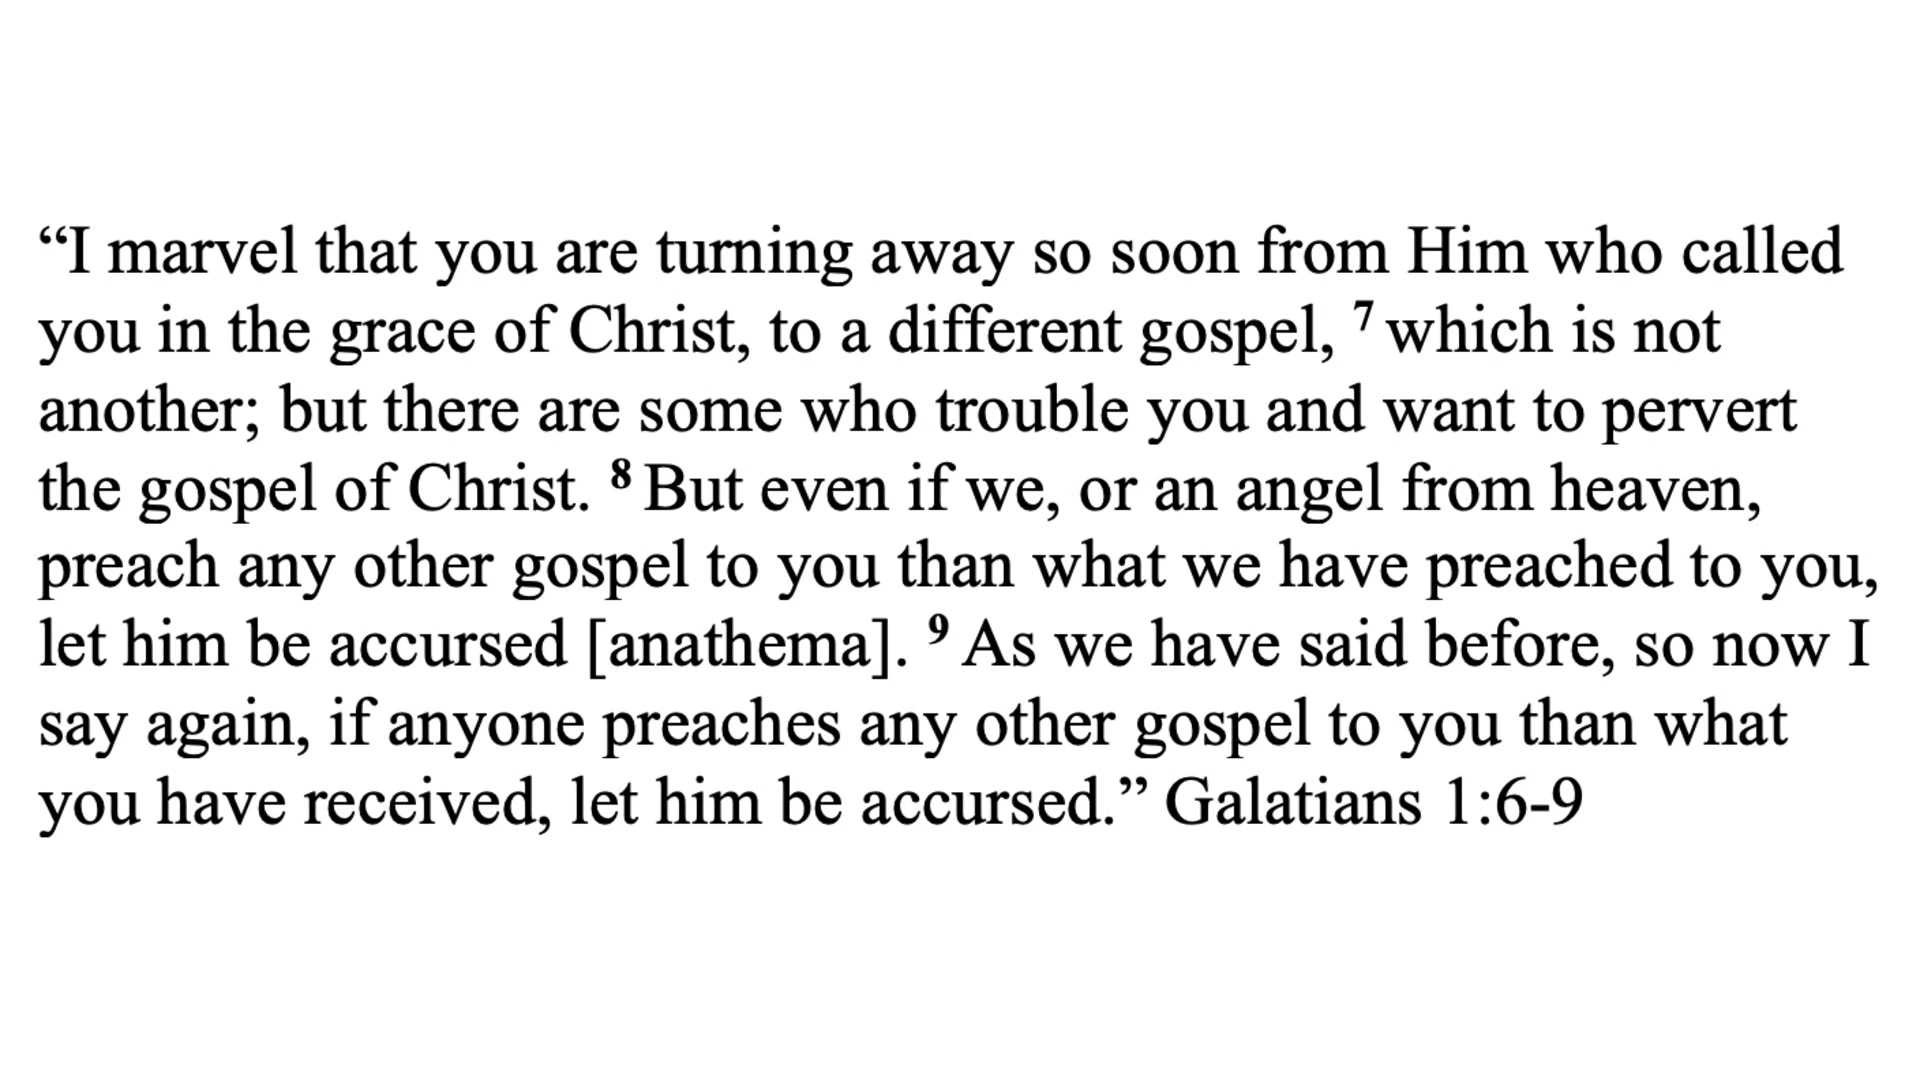 “I marvel that you are turning away so soon from Him who called
you in the grace of Christ, to a different gospel, ⁷ which is not
another; but there are some who trouble you and want to pervert
the gospel of Christ. ⁸ But even if we, or an angel from heaven,
preach any other gospel to you than what we have preached to you,
let him be accursed [anathema]. ⁹ As we have said before, so now I
say again, if anyone preaches any other gospel to you than what
you have received, let him be accursed.” Galatians 1:6-9